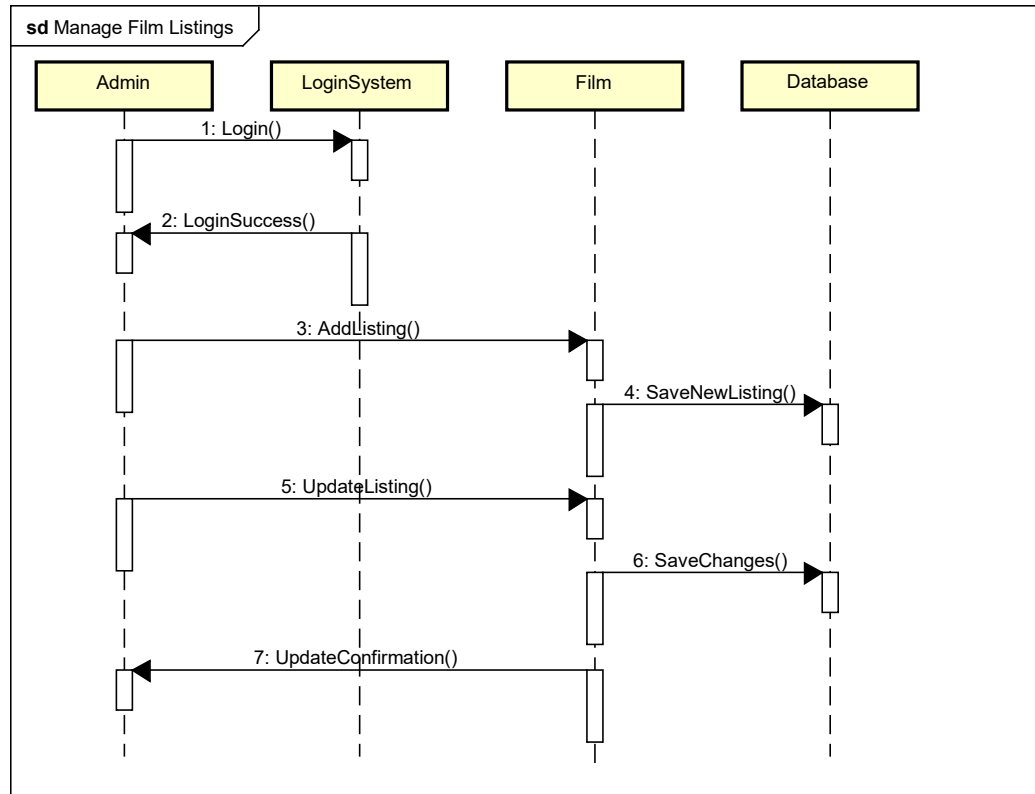 sd Manage Film Listings
Admin
LoginSystem
Film
Database
1: Login()
2: LoginSuccess()
3: AddListing()
4: SaveNewListing()
5: UpdateListing()
6: SaveChanges()
7: UpdateConfirmation()